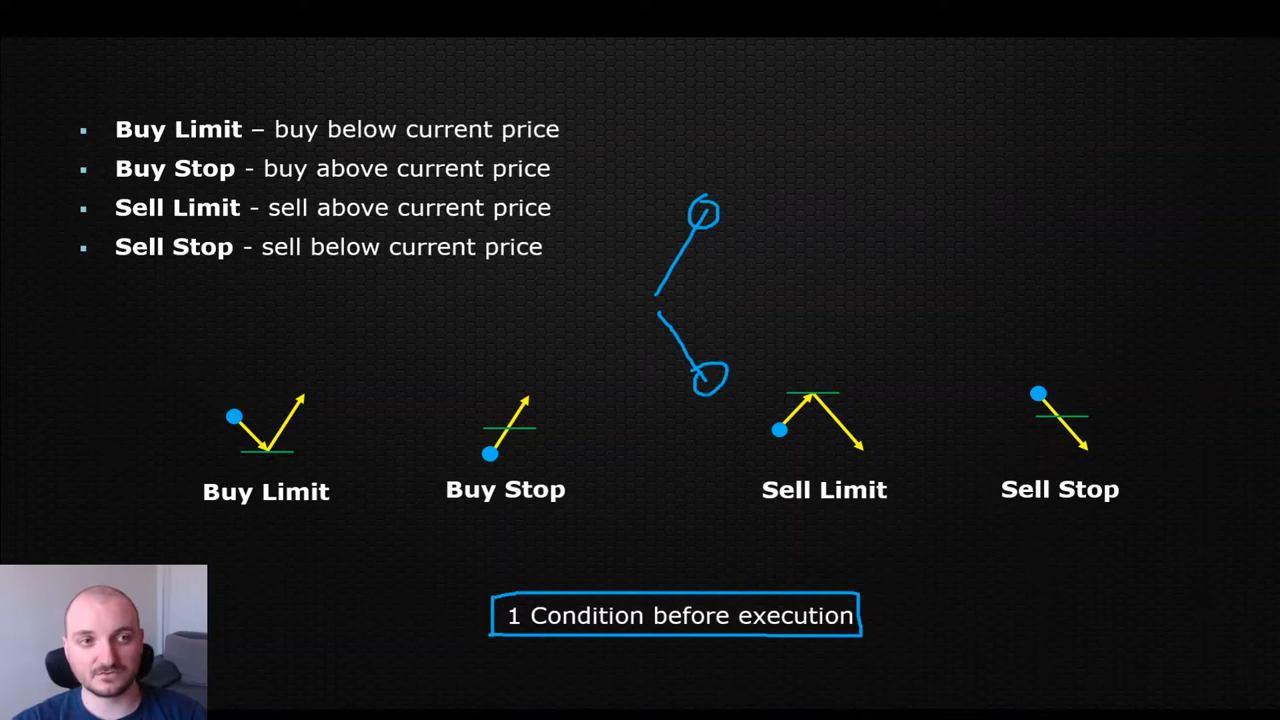 Buy Limit – buy below current price
Buy Stop - buy above current price
Sell Limit - sell above current price
Sell Stop - sell below current price
Buy Limit
Buy Stop
Sell Limit
Sell Stop
1 Condition before execution